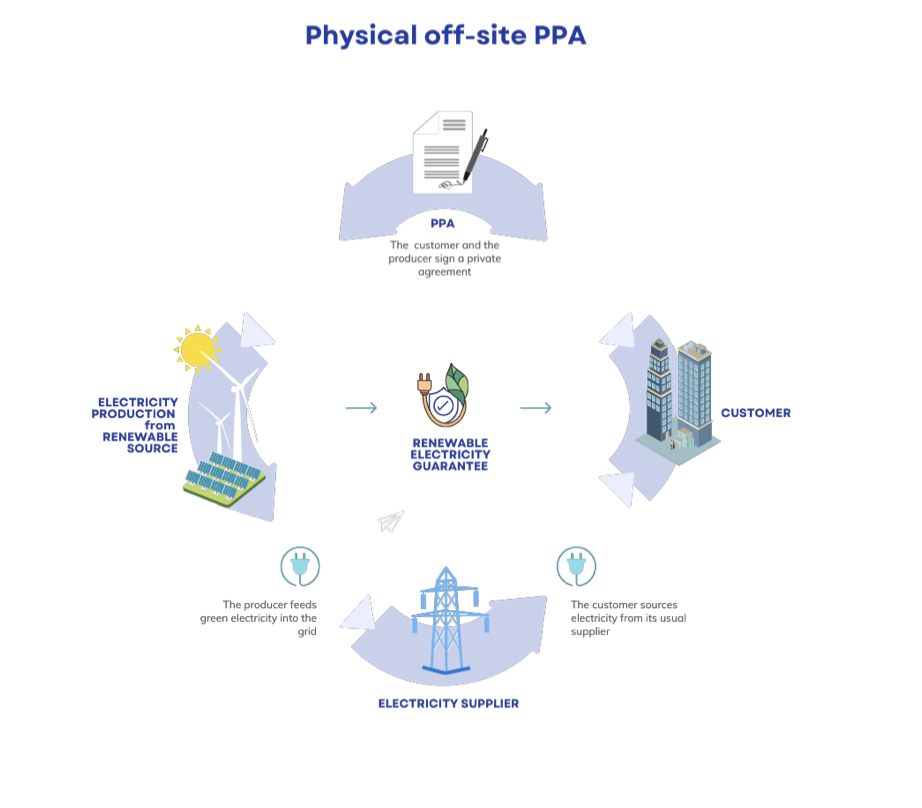 Physical off-site PPA
PPA
The customer and the
producer sign a private
agreement
ELECTRICITY
PRODUCTION
from
RENEWABLE
SOURCE
RENEWABLE
ELECTRICITY
GUARANTEE
CUSTOMER
The producer feeds
green electricity into the
grid
The customer sources
electricity from its usual
supplier
ELECTRICITY SUPPLIER